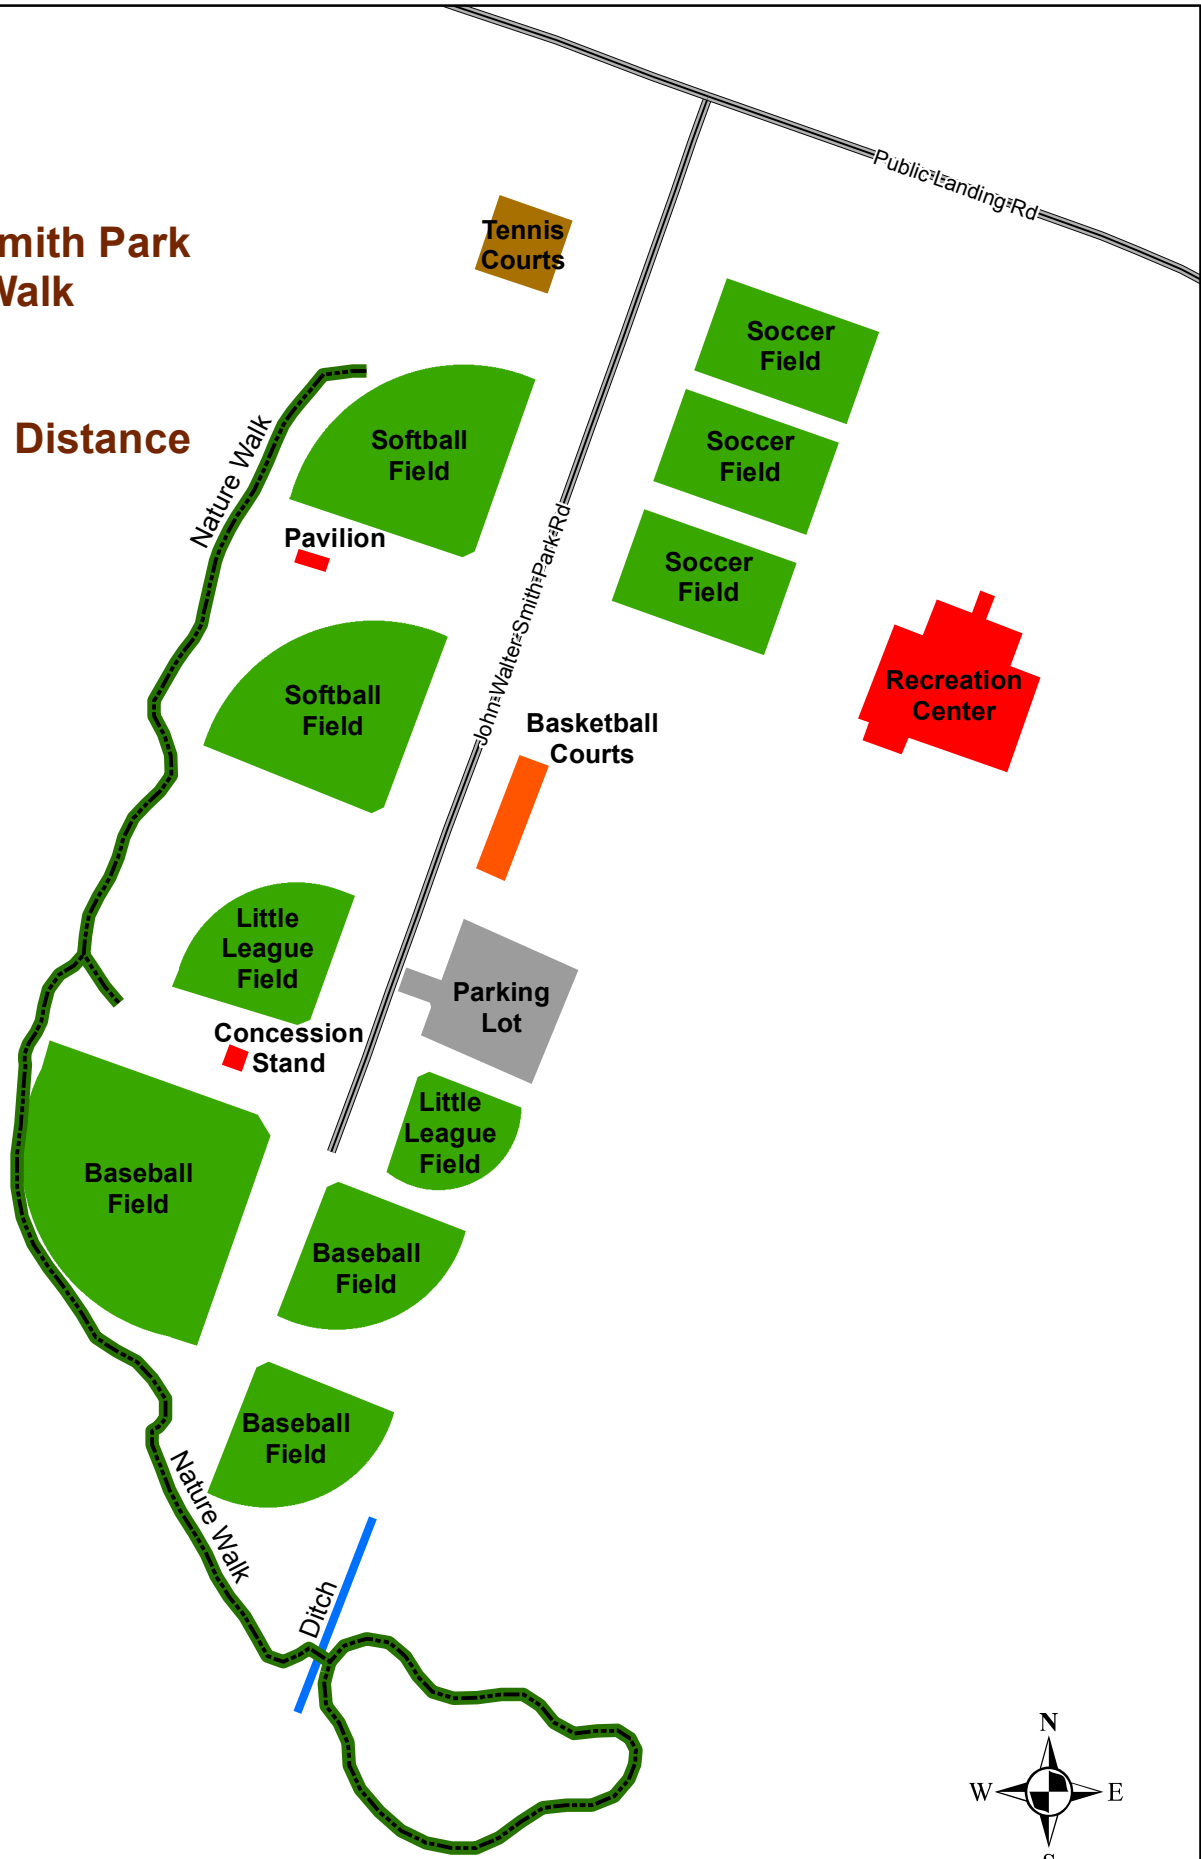 Public Landing Rd
Tennis
Courts
mith Park
Walk
Soccer
Field
Distance
Nature Walk
Softball
Field
Soccer
Field
Pavilion
John Walter Smith Park Rd
Soccer
Field
Softball
Field
Recreation
Center
Basketball
Courts
Little
League
Field
Parking
Lot
Concession
Stand
Little
League
Field
Baseball
Field
Baseball
Field
Baseball
Field
Nature Walk
Ditch
N
W
E
S